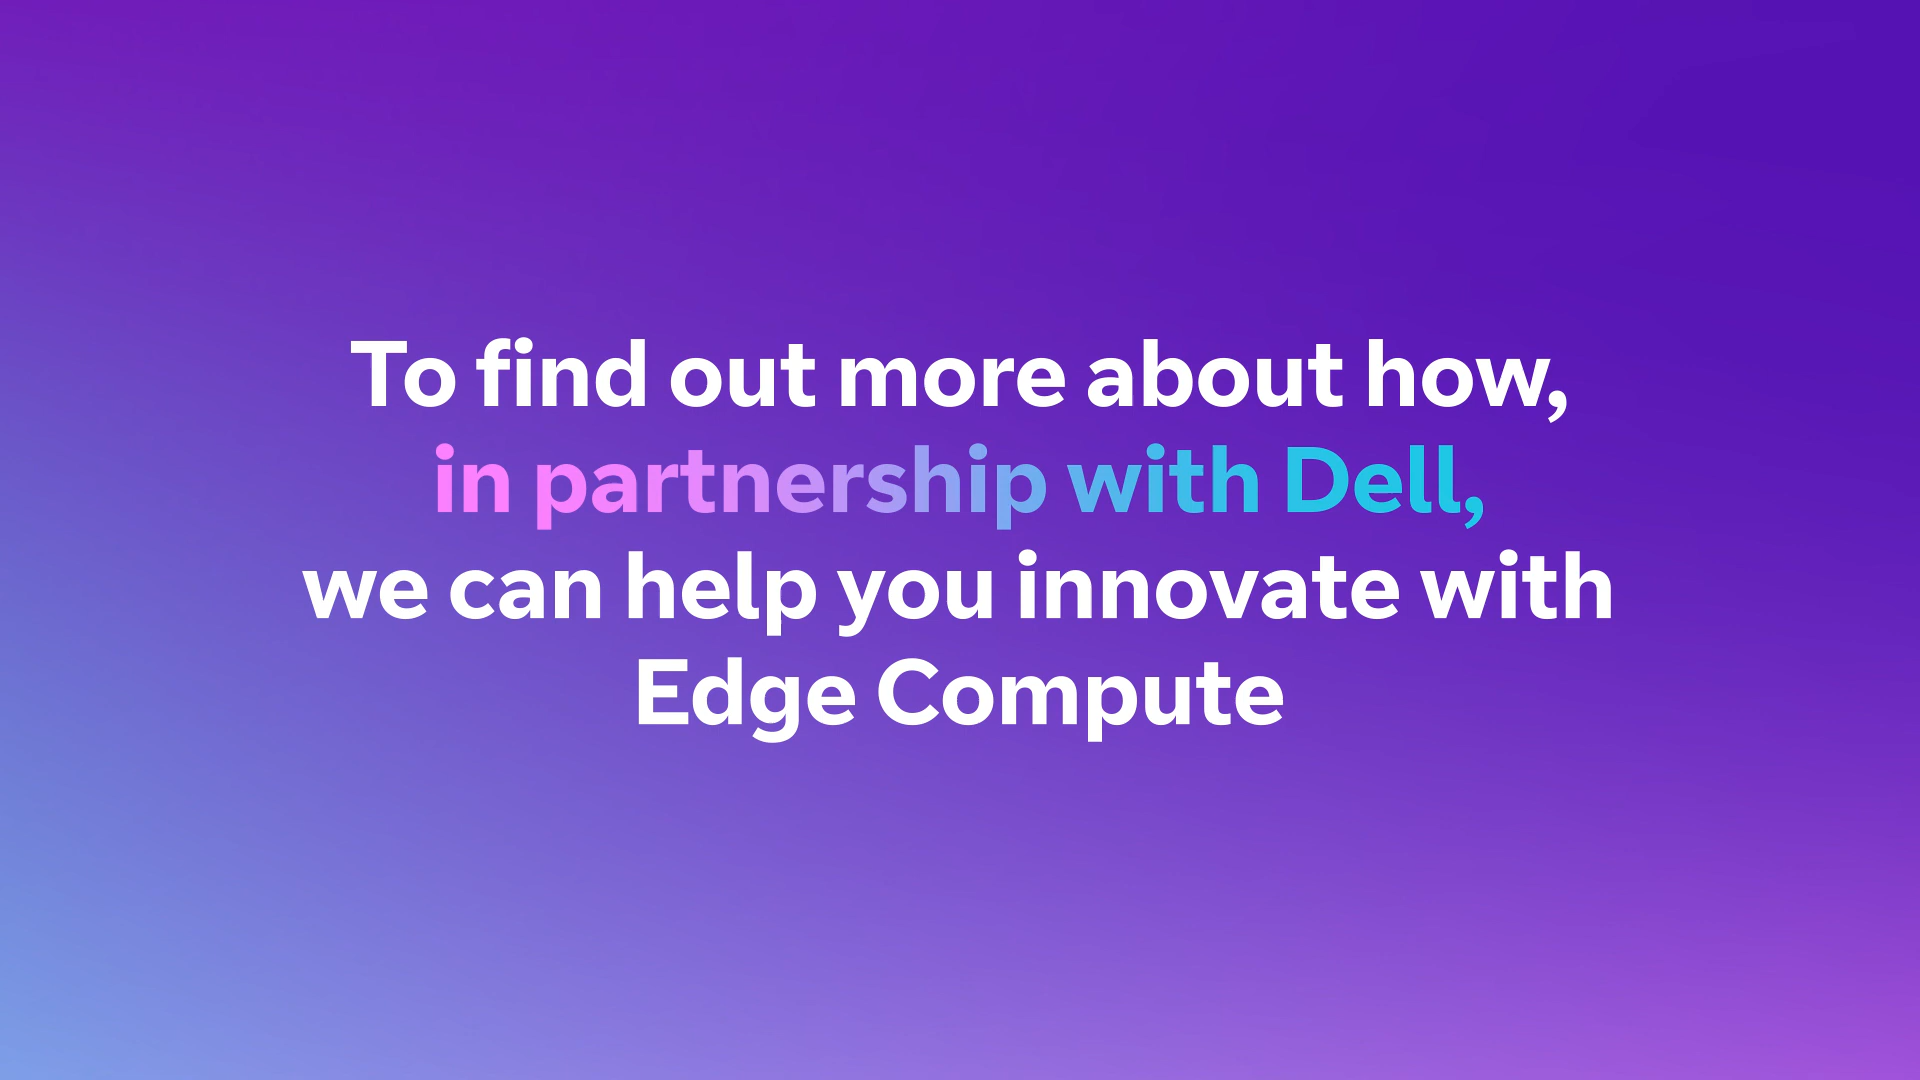 To find out more about how,
in partnership with Dell,
we can help you innovate with
Edge Compute